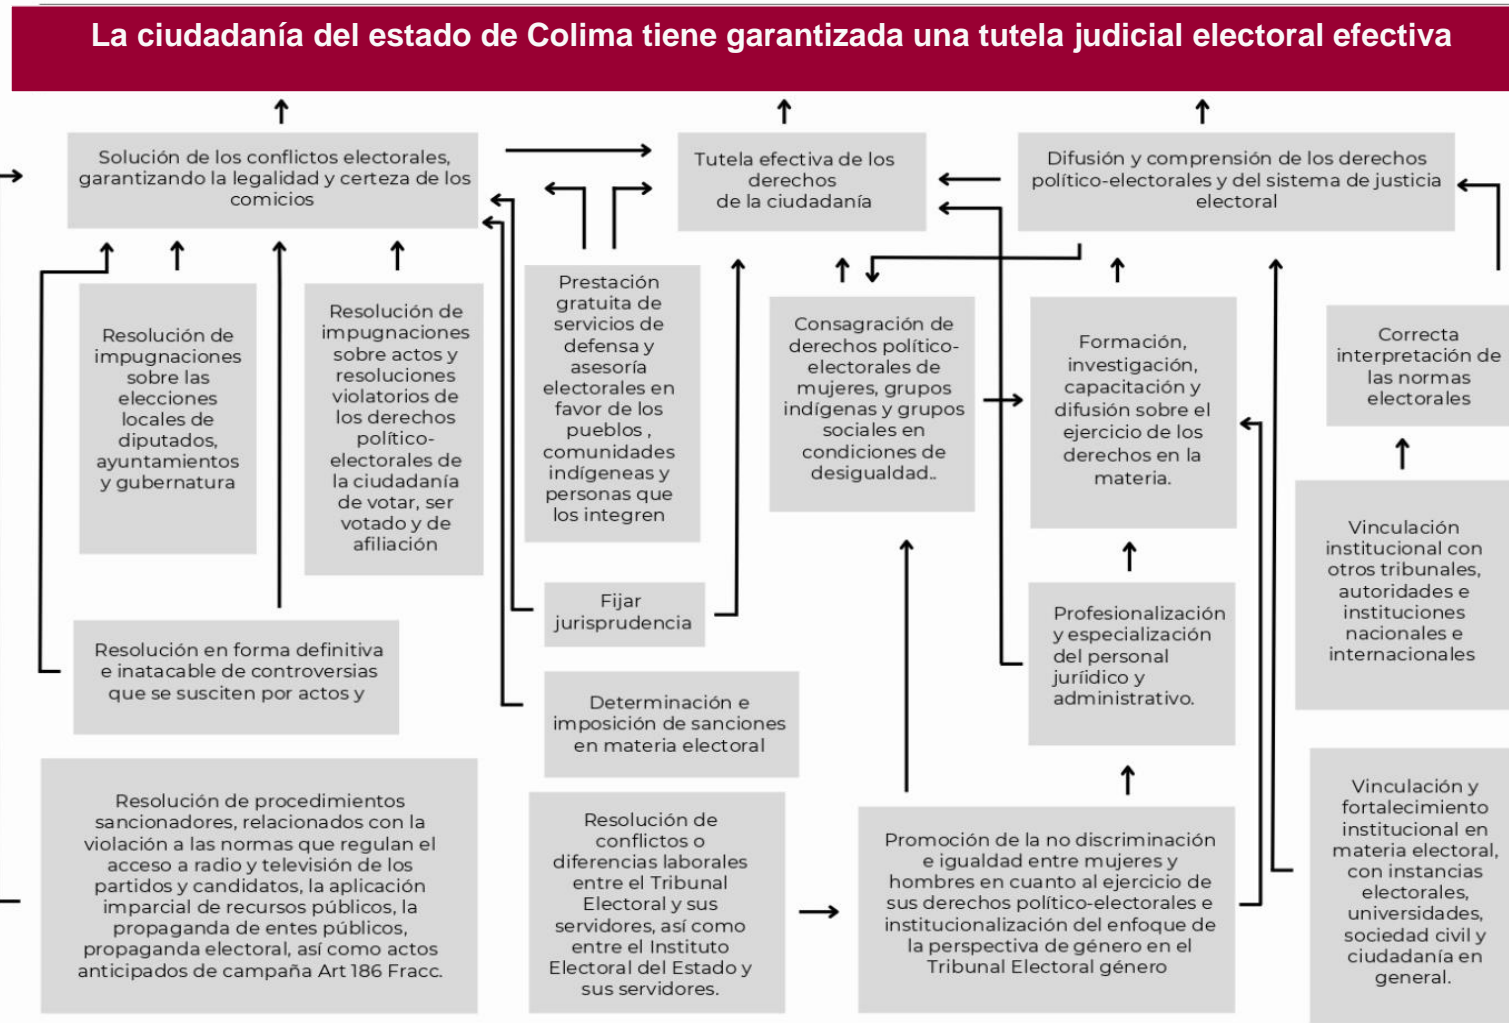 La ciudadanía del estado de Colima tiene garantizada una tutela judicial electoral efectiva
Solución de los conflictos electorales,
garantizando la legalidad y certeza de los
comicios
Tutela efectiva de los
derechos
de la ciudadanía
Difusión y comprensión de los derechos
político-electorales y del sistema de justicia
electoral
Resolución de
impugnaciones
sobre las
elecciones
locales de
diputados,
ayuntamientos
y gubernatura
Resolución de
impugnaciones
sobre actos y
resoluciones
violatorios de
los derechos
político-
electorales de
la ciudadanía
de votar, ser
votado y de
afiliación
Prestación
gratuita de
servicios de
defensa y
asesoría
electorales en
favor de los
pueblos ,
comunidades
indígeneas y
personas que
los integren
Consagración de
derechos político-
electorales de
mujeres, grupos
indígenas y grupos
sociales en
condiciones de
desigualdad..
Formación,
investigación,
capacitación y
difusión sobre el
ejercicio de los
derechos en la
materia.
Correcta
interpretación de
las normas
electorales
Fijar
jurisprudencia
Vinculación
institucional con
otros tribunales,
autoridades e
instituciones
nacionales e
internacionales
Resolución en forma definitiva
e inatacable de controversias
que se susciten por actos y
Profesionalización
y especialización
del personal
juríidico y
administrativo.
Determinación e
imposición de sanciones
en materia electoral
Resolución de procedimientos
sancionadores, relacionados con la
violación a las normas que regulan el
acceso a radio y televisión de los
partidos y candidatos, la aplicación
imparcial de recursos públicos, la
propaganda de entes públicos,
propaganda electoral, así como actos
anticipados de campaña Art 186 Fracc.
Resolución de
conflictos o
diferencias laborales
entre el Tribunal
Electoral y sus
servidores, así como
entre el Instituto
Electoral del Estado y
sus servidores.
Promoción de la no discriminación
e igualdad entre mujeres y
hombres en cuanto al ejercicio de
sus derechos político-electorales e
institucionalización del enfoque de
la perspectiva de género en el
Tribunal Electoral género
Vinculación y
fortalecimiento
institucional en
materia electoral,
con instancias
electorales,
universidades,
sociedad civil y
ciudadanía en
general.